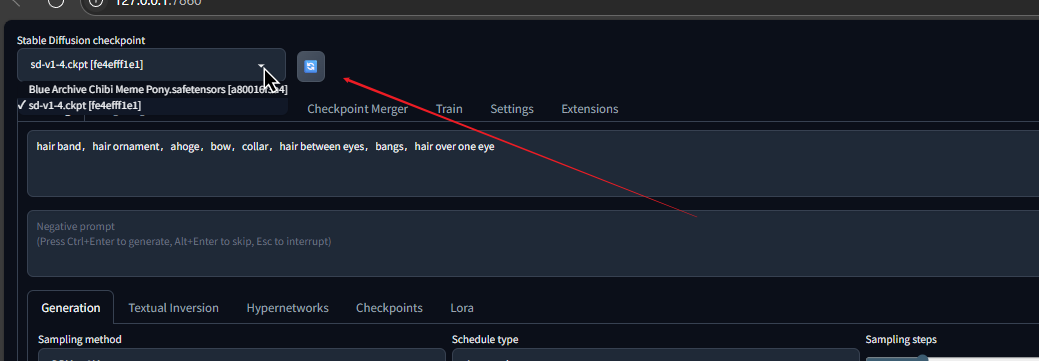 127.0.0.1:7860
Stable Diffusion checkpoint
sd-v1-4.ckpt [fe4efff1e1]
Blue Archive Chibi Meme Pony.safetensors
✓ sd-v1-4.ckpt [fe4efff1e1]
Checkpoint Merger Train Settings Extensions
hair band, hair ornament, ahoge, bow, collar, hair between eyes, bangs, hair over one eye
Negative prompt
(Press Ctrl+Enter to generate, Alt+Enter to skip, Esc to interrupt)
Generation Textual Inversion Hypernetworks Checkpoints Lora
Sampling method Schedule type Sampling steps